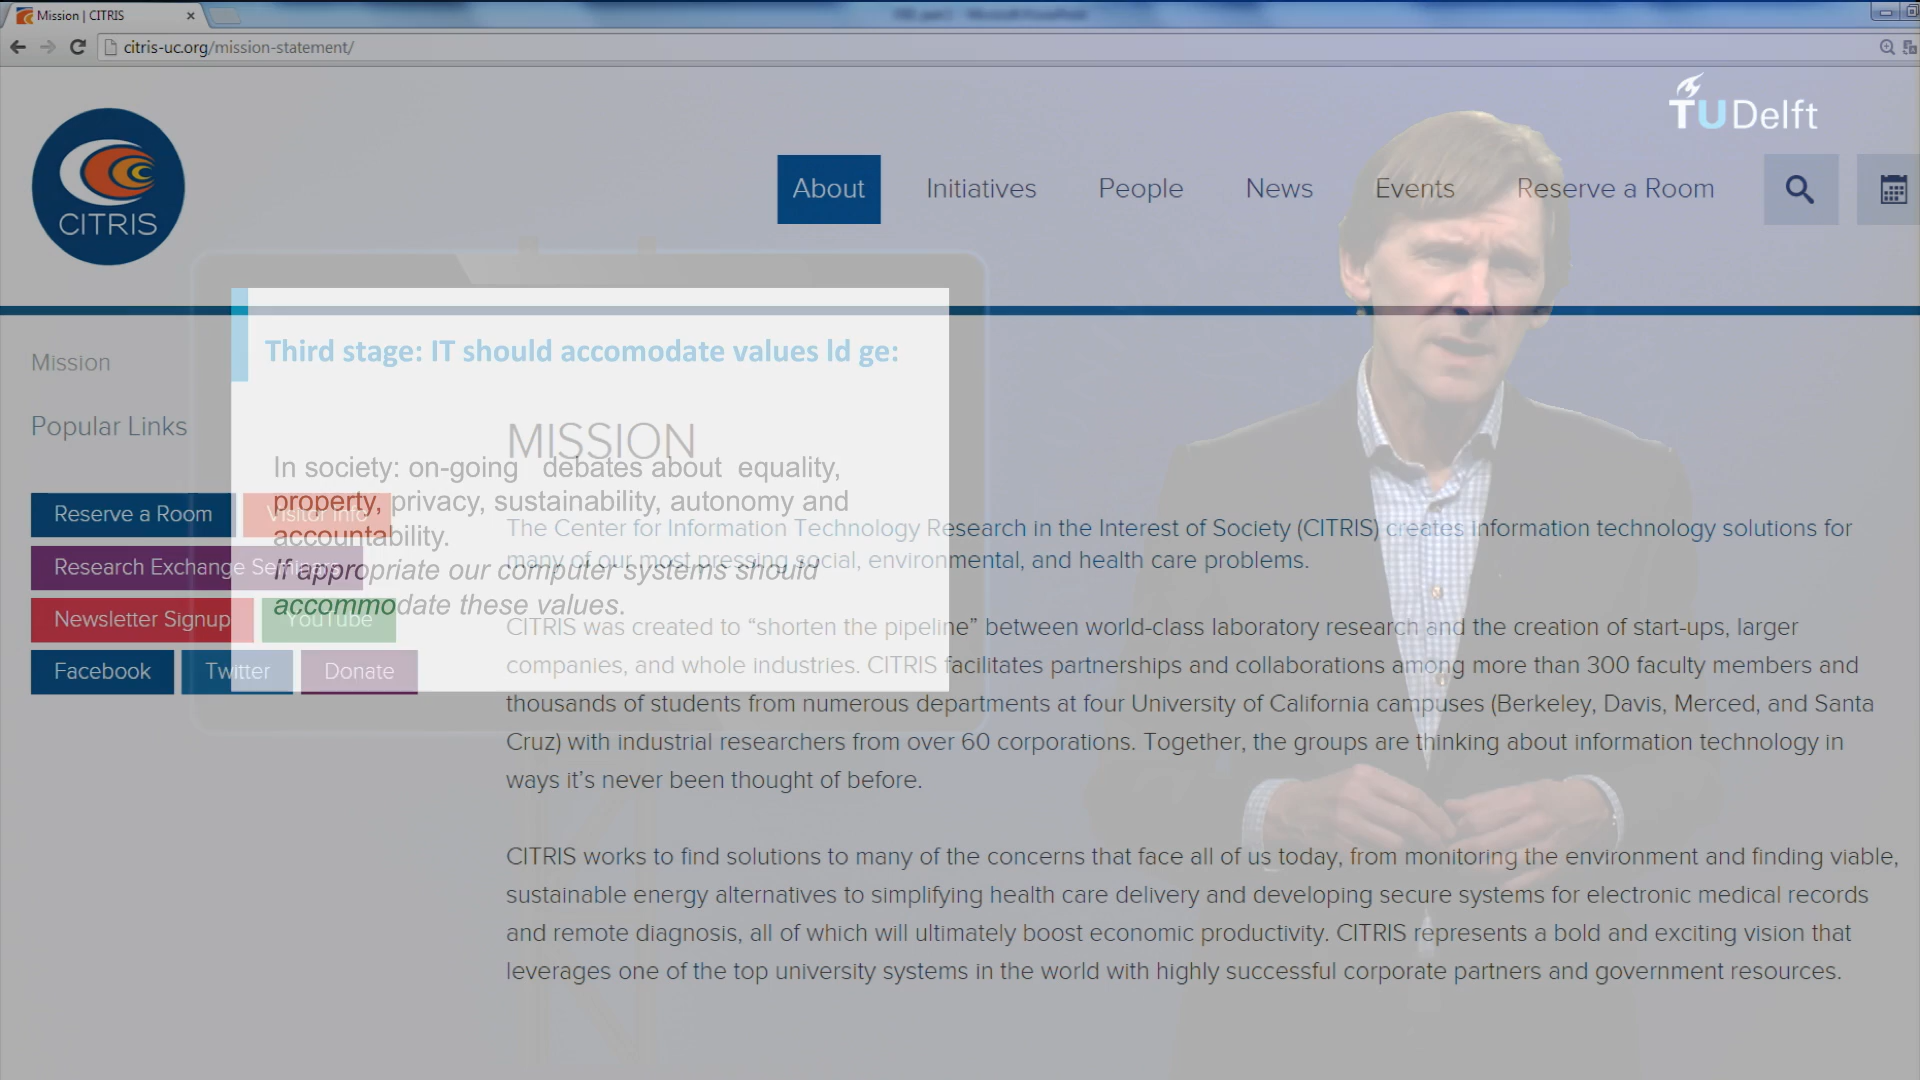 Mission | CITRIS
citris-uc.org/mission-statement/
TU Delft
CITRIS
About
Initiatives
People
News
Events
Reserve a Room
Mission
Popular Links
Reserve a Room
Visitor Info
Research Exchange Seminars
Newsletter Signup
YouTube
Facebook
Twitter
Donate
Third stage: IT should accomodate values ld ge:
In society: on-going debates about equality,
property, privacy, sustainability, autonomy and
accountability.
If appropriate our computer systems should
accommodate these values.
MISSION
The Center for Information Technology Research in the Interest of Society (CITRIS) creates information technology solutions for
many of our most pressing social, environmental, and health care problems.
CITRIS was created to “shorten the pipeline” between world-class laboratory research and the creation of start-ups, larger
companies, and whole industries. CITRIS facilitates partnerships and collaborations among more than 300 faculty members and
thousands of students from numerous departments at four University of California campuses (Berkeley, Davis, Merced, and Santa
Cruz) with industrial researchers from over 60 corporations. Together, the groups are thinking about information technology in
ways it’s never been thought of before.
CITRIS works to find solutions to many of the concerns that face all of us today, from monitoring the environment and finding viable,
sustainable energy alternatives to simplifying health care delivery and developing secure systems for electronic medical records
and remote diagnosis, all of which will ultimately boost economic productivity. CITRIS represents a bold and exciting vision that
leverages one of the top university systems in the world with highly successful corporate partners and government resources.